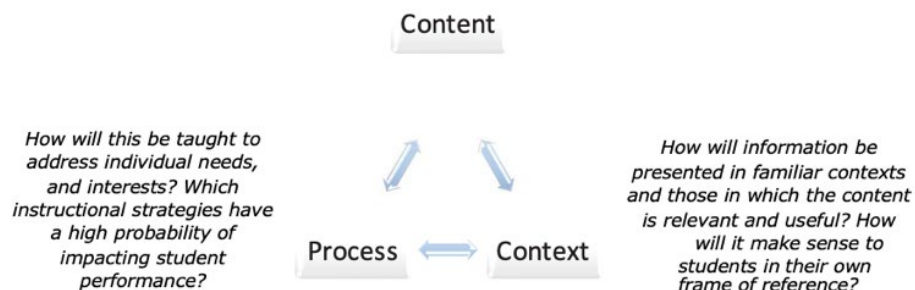 Content
How will this be taught to
address individual needs,
and interests? Which
instructional strategies have
a high probability of
impacting student
performance?
Process
Context
How will information be
presented in familiar contexts
and those in which the content
is relevant and useful? How
will it make sense to
students in their own
frame of reference?